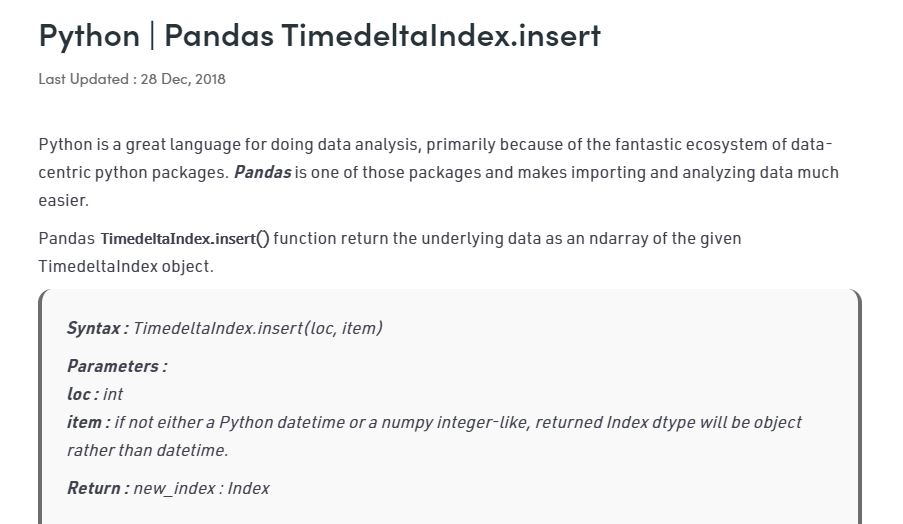 Python | Pandas TimedeltaIndex.insert
Last Updated : 28 Dec, 2018
Python is a great language for doing data analysis, primarily because of the fantastic ecosystem of data-
centric python packages. Pandas is one of those packages and makes importing and analyzing data much
easier.
Pandas TimedeltaIndex.insert() function return the underlying data as an ndarray of the given
TimedeltaIndex object.
Syntax : TimedeltaIndex.insert(loc, item)
Parameters :
loc : int
item : if not either a Python datetime or a numpy integer-like, returned Index dtype will be object
rather than datetime.
Return : new_index : Index